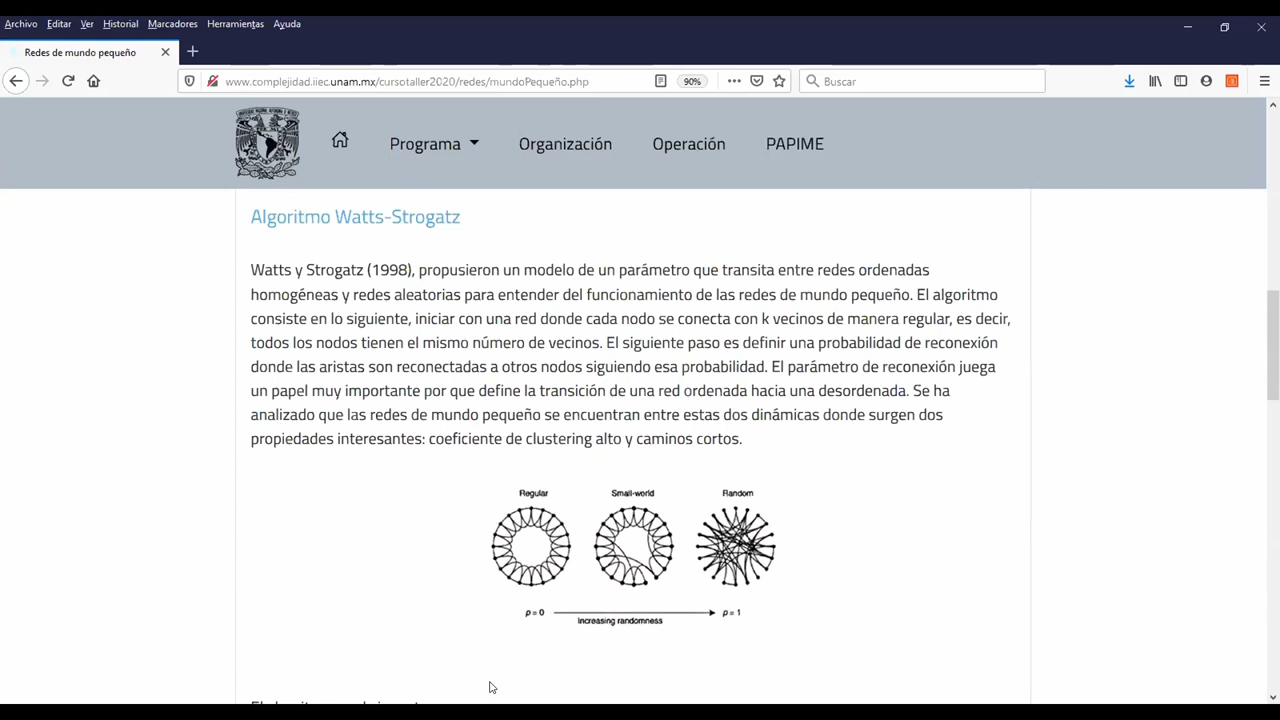 Archivo Editar Ver Historial Marcadores Herramientas Ayuda
Redes de mundo pequeño
www.complejidad.iiec.unam.mx/cursotaller2020/redes/mundoPequeño.php 90% Buscar
Programa Organización Operación PAPIME
Algoritmo Watts-Strogatz
Watts y Strogatz (1998), propusieron un modelo de un parámetro que transita entre redes ordenadas
homogéneas y redes aleatorias para entender del funcionamiento de las redes de mundo pequeño. El algoritmo
consiste en lo siguiente, iniciar con una red donde cada nodo se conecta con k vecinos de manera regular, es decir,
todos los nodos tienen el mismo número de vecinos. El siguiente paso es definir una probabilidad de reconexión
donde las aristas son reconectadas a otros nodos siguiendo esa probabilidad. El parámetro de reconexión juega
un papel muy importante por que define la transición de una red ordenada hacia una desordenada. Se ha
analizado que las redes de mundo pequeño se encuentran entre estas dos dinámicas donde surgen dos
propiedades interesantes: coeficiente de clustering alto y caminos cortos.
Regular Small-world Random
p = 0 p = 1
Increasing randomness